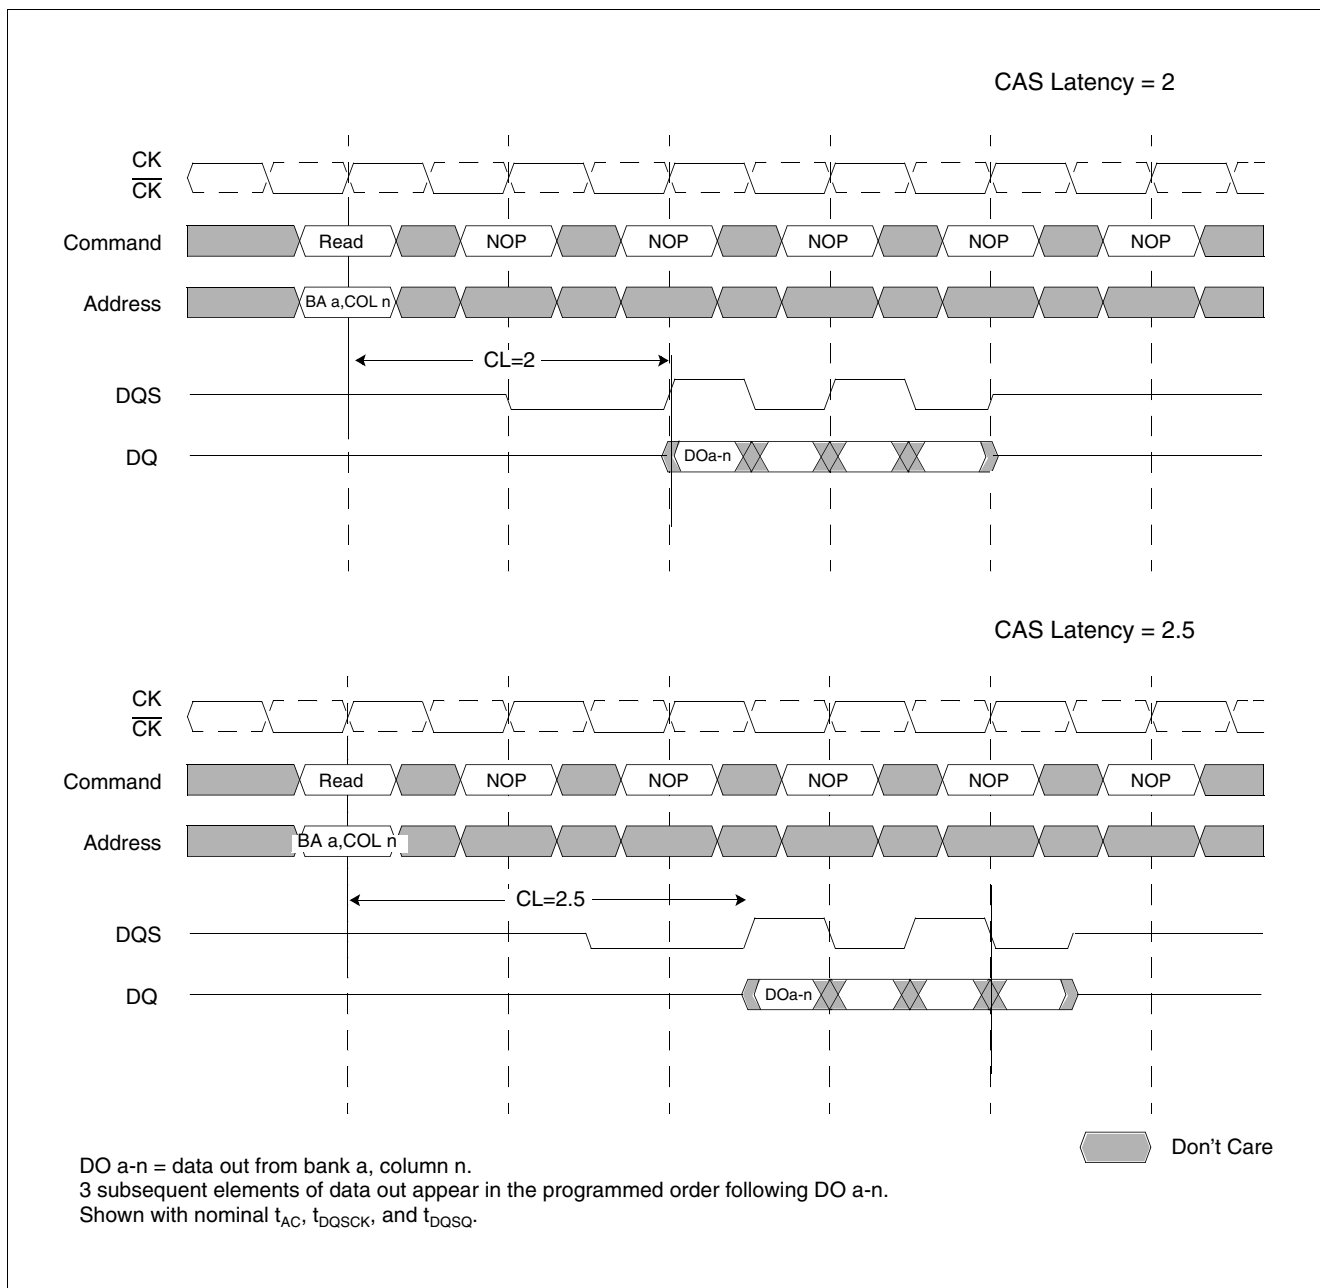 CAS Latency = 2
CK
CK
Command Read NOP NOP NOP NOP NOP
Address BA a,COL n
CL=2
DQS
DQ DOa-n
CAS Latency = 2.5
CK
CK
Command Read NOP NOP NOP NOP NOP
Address BA a,COL n
CL=2.5
DQS
DQ DOa-n
Don't Care
DO a-n = data out from bank a, column n.
3 subsequent elements of data out appear in the programmed order following DO a-n.
Shown with nominal tAC, tDQSCK, and tDQSQ.